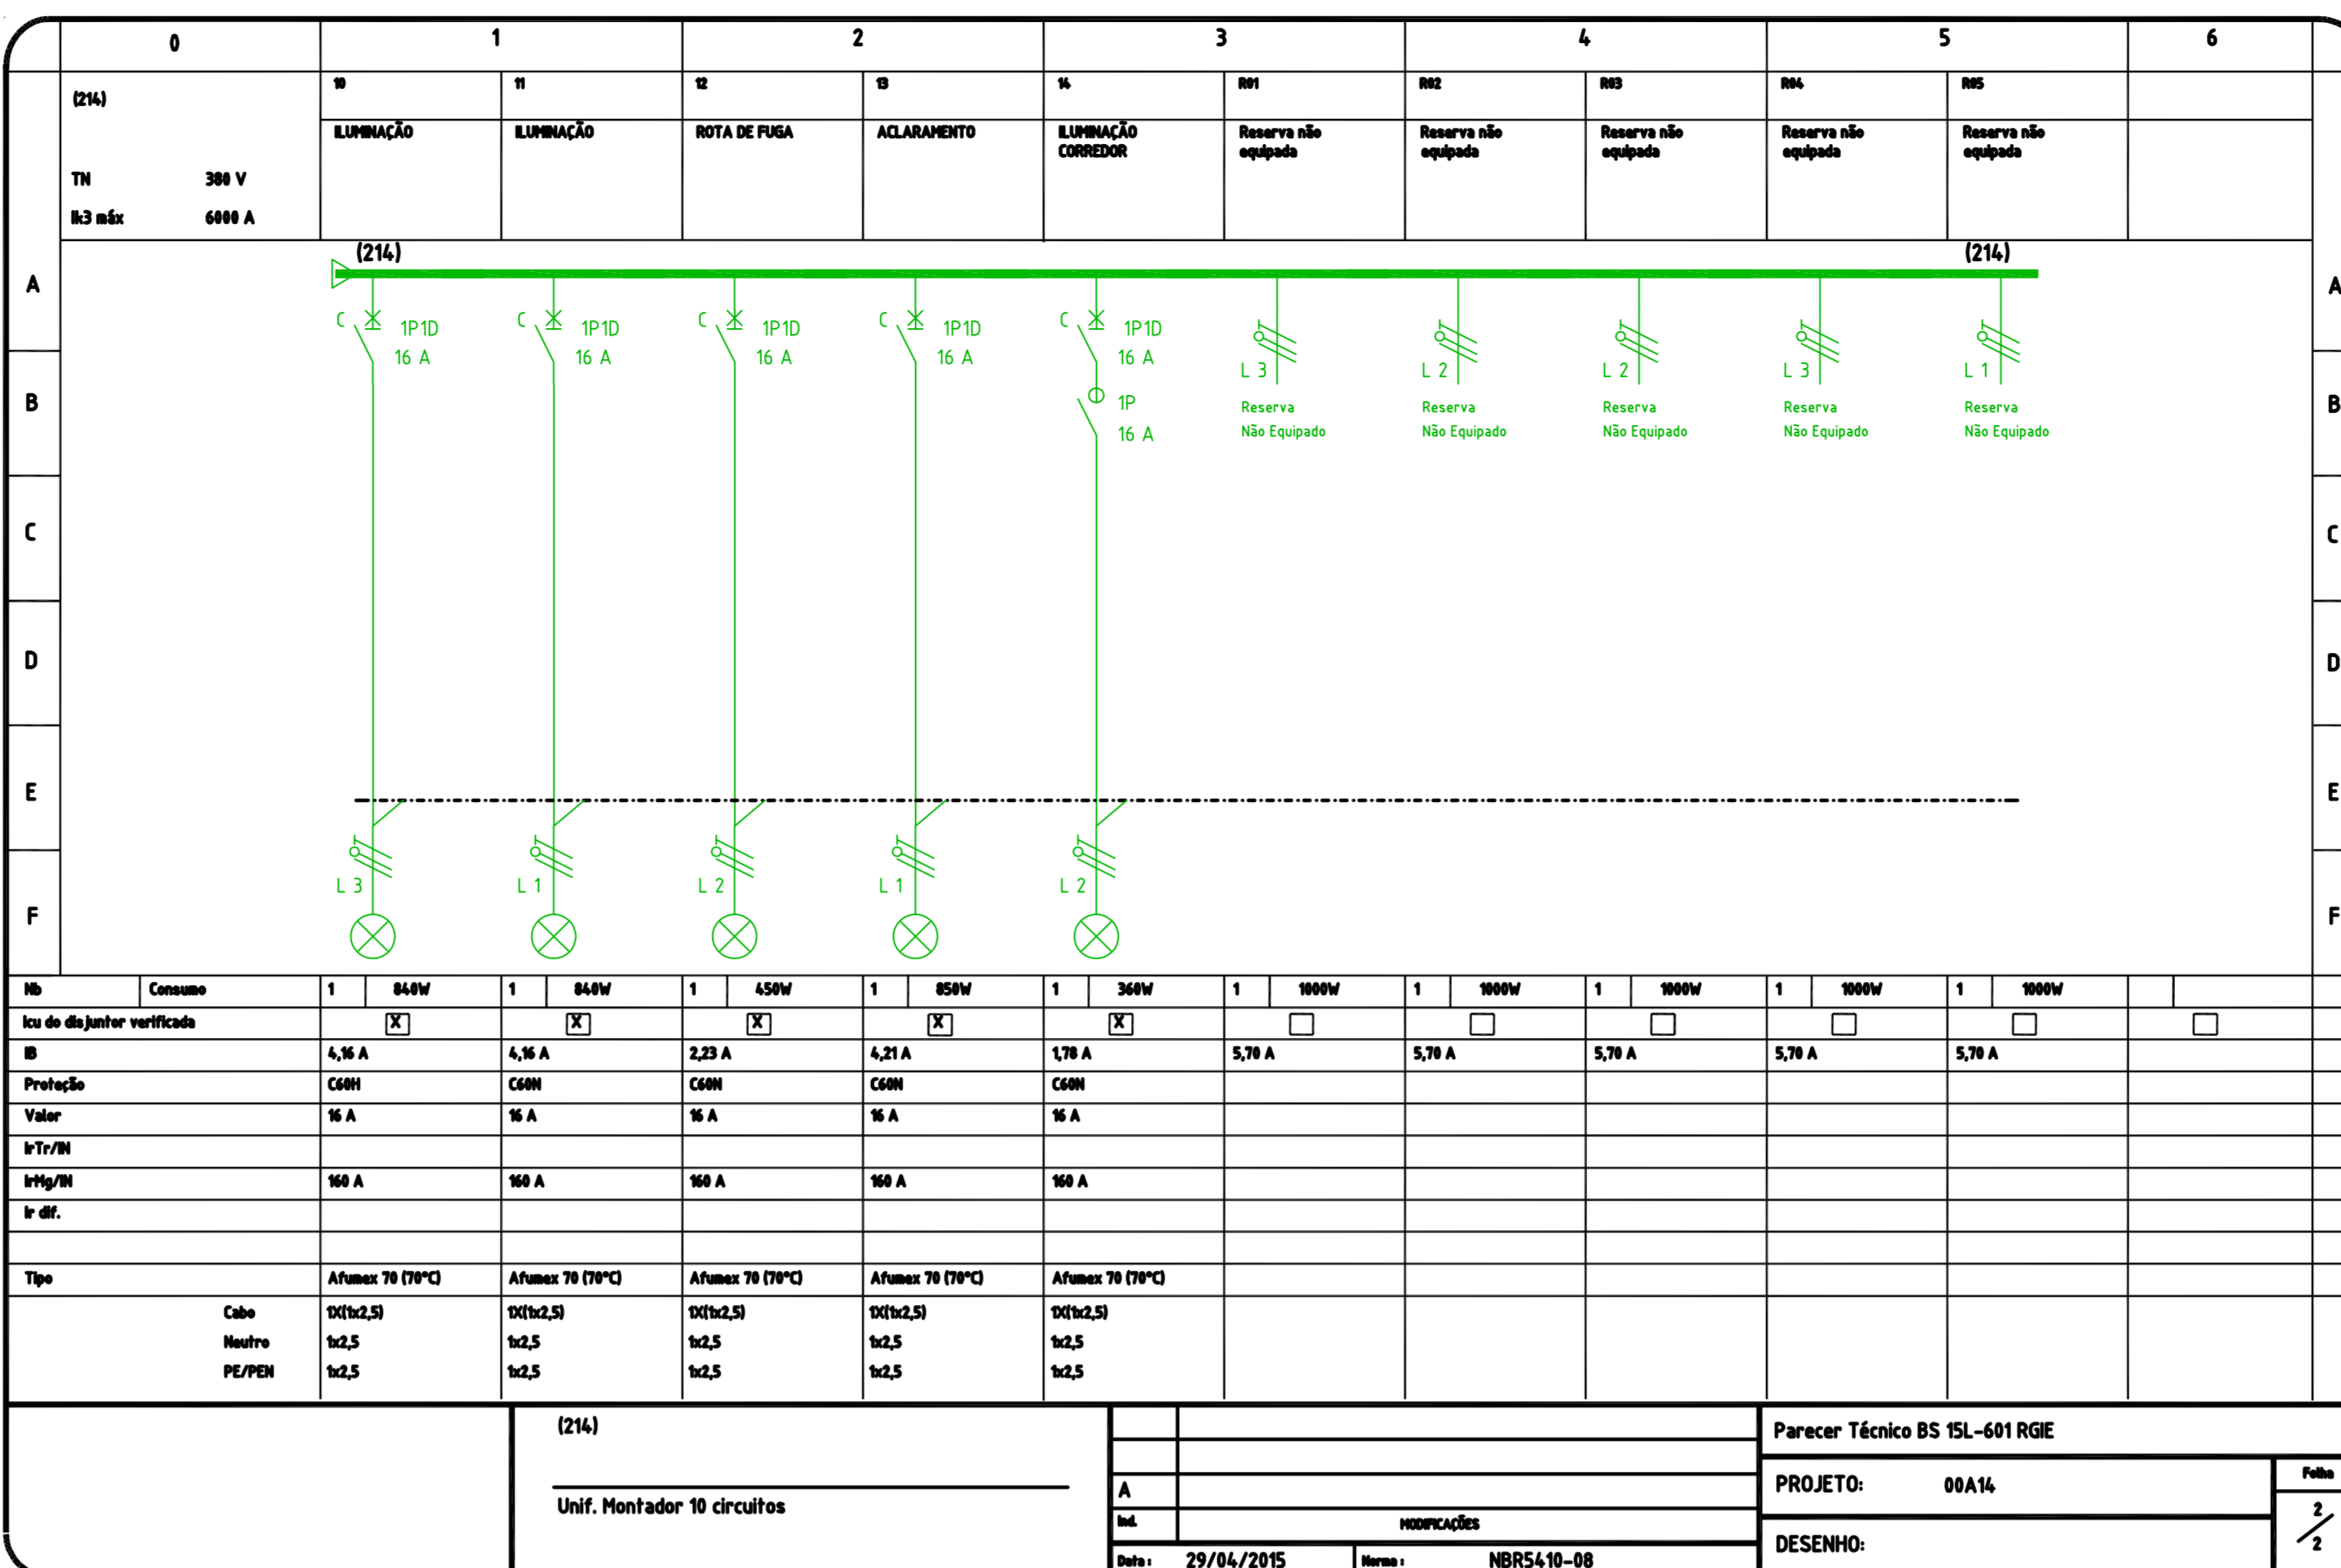 0 1 2 3 4 5 6
(214) 10 11 12 13 14 R01 R02 R03 R04 R05
ILUMINAÇÃO ILUMINAÇÃO ROTA DE FUGA ACLARAMENTO ILUMINAÇÃO Reserva não Reserva não Reserva não Reserva não Reserva não
CORREDOR equipada equipada equipada equipada equipada
TN 380 V
Ik3 máx 6000 A
(214) (214)
A A
C 1P1D C 1P1D C 1P1D C 1P1D C 1P1D
16 A 16 A 16 A 16 A 16 A
L 3 L 2 L 2 L 3 L 1
B 1P Reserva Reserva Reserva Reserva Reserva B
16 A Não Equipado Não Equipado Não Equipado Não Equipado Não Equipado
C C
D D
E E
L 3 L 1 L 2 L 1 L 2
F F
Nb Consumo 1 840W 1 840W 1 450W 1 850W 1 360W 1 1000W 1 1000W 1 1000W 1 1000W 1 1000W
Icu do disjuntor verificada X X X X X
IB 4,16 A 4,16 A 2,23 A 4,21 A 1,78 A 5,70 A 5,70 A 5,70 A 5,70 A 5,70 A
Proteção C60H C60N C60N C60N C60N
Valor 16 A 16 A 16 A 16 A 16 A
IrTr/IN
IrMg/IN 160 A 160 A 160 A 160 A 160 A
Ir dif.
Tipo Afumex 70 (70°C) Afumex 70 (70°C) Afumex 70 (70°C) Afumex 70 (70°C) Afumex 70 (70°C)
Cabo 1X(1x2,5) 1X(1x2,5) 1X(1x2,5) 1X(1x2,5) 1X(1x2,5)
Neutro 1x2,5 1x2,5 1x2,5 1x2,5 1x2,5
PE/PEN 1x2,5 1x2,5 1x2,5 1x2,5 1x2,5
(214)
Unif. Montador 10 circuitos
A
Ind. MODIFICAÇÕES
Data : 29/04/2015 Norma : NBR5410-08
Parecer Técnico BS 15L-601 RGIE
PROJETO: 00A14
DESENHO:
Folha
2
2